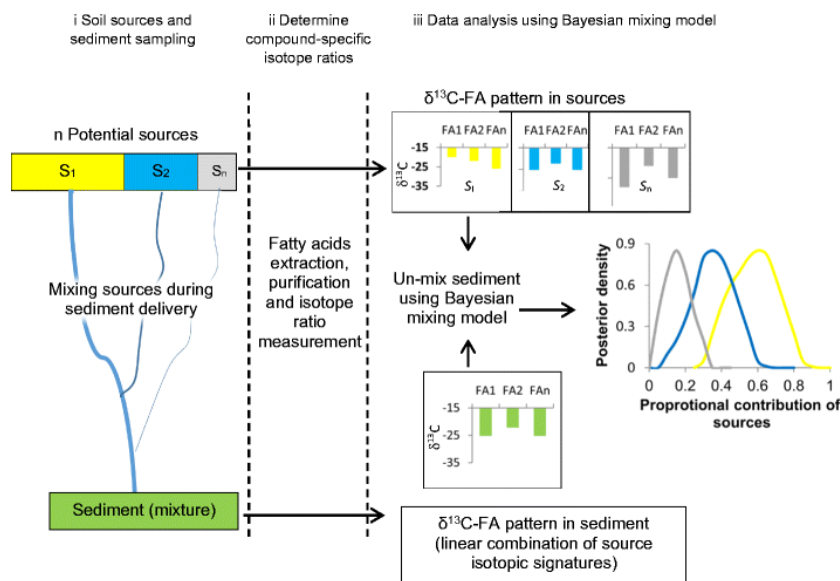 i Soil sources and
sediment sampling
ii Determine
compound-specific
isotope ratios
iii Data analysis using Bayesian mixing model
n Potential sources
S₁
S₂
Sₙ
Mixing sources during
sediment delivery
Sediment (mixture)
Fatty acids
extraction,
purification
and isotope
ratio
measurement
δ¹³C-FA pattern in sources
FA1 FA2 FAn
FA1 FA2 FAn
FA1 FA2 FAn
-15
-25
-35
δ¹³C
S₁
S₂
Sₙ
Un-mix sediment
using Bayesian
mixing model
FA1 FA2 FAn
-15
-25
-35
δ¹³C
Posterior density
0.9
0.6
0.3
0
0 0.2 0.4 0.6 0.8 1
Proprotional contribution of
sources
δ¹³C-FA pattern in sediment
(linear combination of source
isotopic signatures)